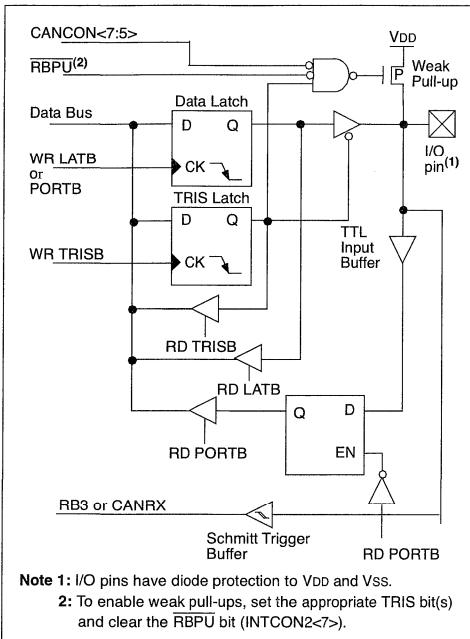 CANCON<7:5>
RBPU(2)
VDD
P
Weak
Pull-up
Data Bus
Data Latch
D Q
WR LATB
or
PORTB
CK
I/O
pin(1)
TRIS Latch
D Q
TTL
Input
Buffer
WR TRISB
CK
RD TRISB
RD LATB
Q D
RD PORTB
EN
RB3 or CANRX
Schmitt Trigger
Buffer
RD PORTB
Note 1: I/O pins have diode protection to VDD and VSS.
2: To enable weak pull-ups, set the appropriate TRIS bit(s)
and clear the RBPU bit (INTCON2<7>).